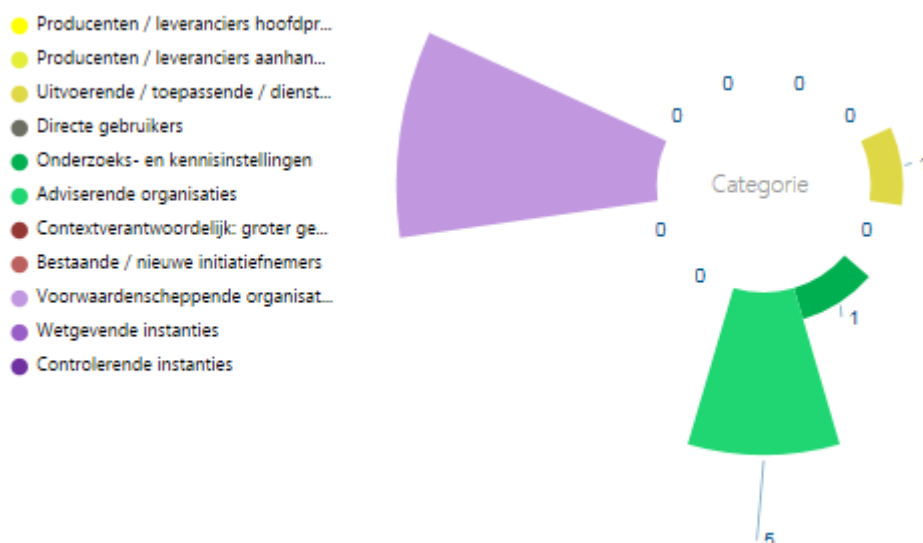 Producenten / leveranciers hoofdpr...
Producenten / leveranciers aanhan...
Uitvoerende / toepassende / dienst...
Directe gebruikers
Onderzoeks- en kennisinstellingen
Adviserende organisaties
Contextverantwoordelijk: groter ge...
Bestaande / nieuwe initiatiefnemers
Voorwaardenscheppende organisat...
Wetgevende instanties
Controlerende instanties
0 0
0 0
1
Categorie
0 0
0
1
5